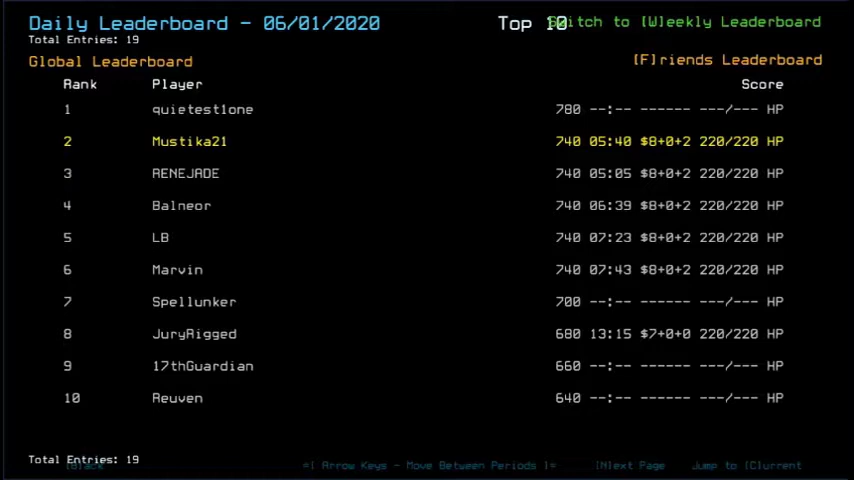 Daily Leaderboard - 06/01/2020 Top 10 Switch to [W]eekly Leaderboard
Total Entries: 19
Global Leaderboard [F]riends Leaderboard
Rank Player Score
1 quietest1one 780 --:-- ------ ---/--- HP
2 Mustika21 740 05:40 $8+0+2 220/220 HP
3 RENEJADE 740 05:05 $8+0+2 220/220 HP
4 Balneor 740 06:39 $8+0+2 220/220 HP
5 LB 740 07:23 $8+0+2 220/220 HP
6 Marvin 740 07:43 $8+0+2 220/220 HP
7 Spellunker 700 --:-- ------ ---/--- HP
8 JuryRigged 680 13:15 $7+0+0 220/220 HP
9 17thGuardian 660 --:-- ------ ---/--- HP
10 Reuven 640 --:-- ------ ---/--- HP
Total Entries: 19
[B]ack =[ Arrow Keys - Move Between Periods ]= [N]ext Page Jump to [C]urrent